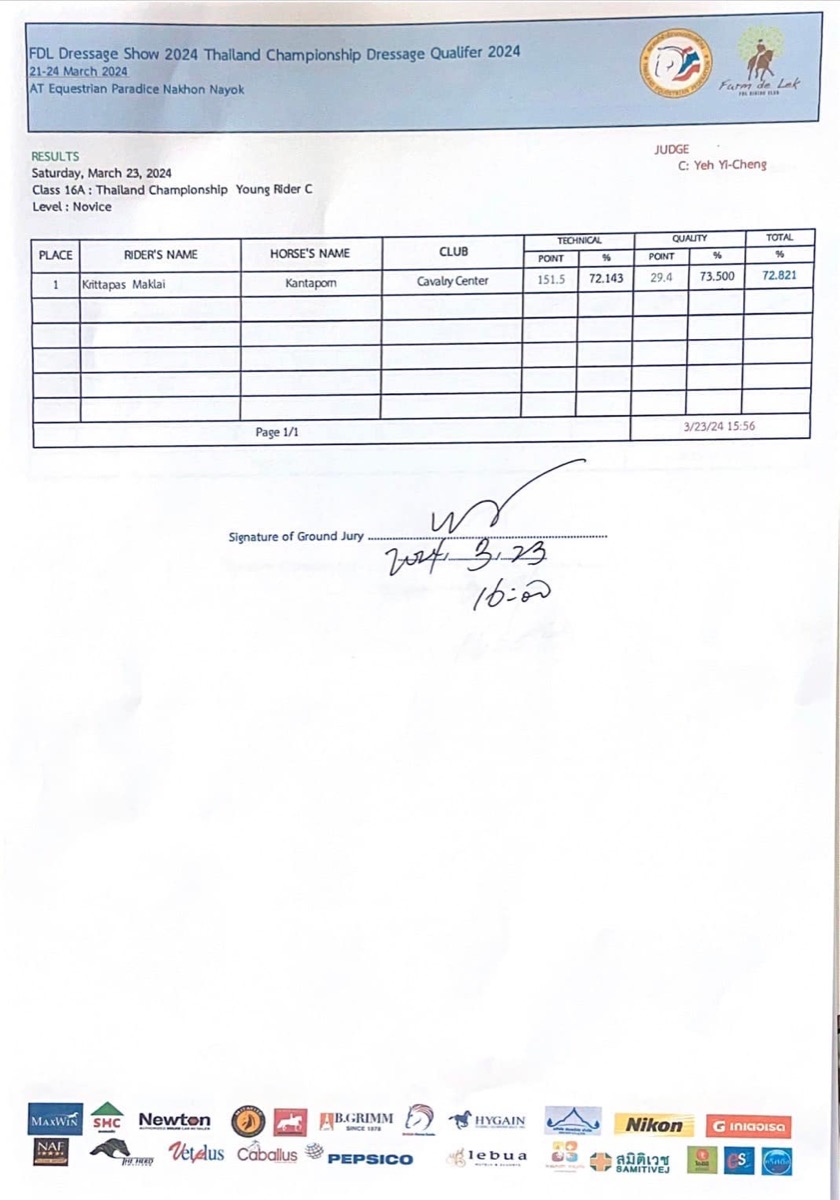 FDL Dressage Show 2024 Thailand Championship Dressage Qualifer 2024
21-24 March 2024
AT Equestrian Paradice Nakhon Nayok
Farm de Lek
RESULTS
Saturday, March 23, 2024
Class 16A : Thailand Championship Young Rider C
Level : Novice
JUDGE
C: Yeh Yi-Cheng
PLACE RIDER'S NAME HORSE'S NAME CLUB TECHNICAL QUALITY TOTAL
POINT % POINT % %
1 Krittapas Maklai Kantaporn Cavalry Center 151.5 72.143 29.4 73.500 72.821
Page 1/1 3/23/24 15:56
Signature of Ground Jury
2024. 3. 23
16:00
MAXWIN SHC Newton B.GRIMM SINCE 1878 HYGAIN Nikon
NAF Vetplus Caballus PEPSICO lebua สมิติเวช SAMITIVEJ